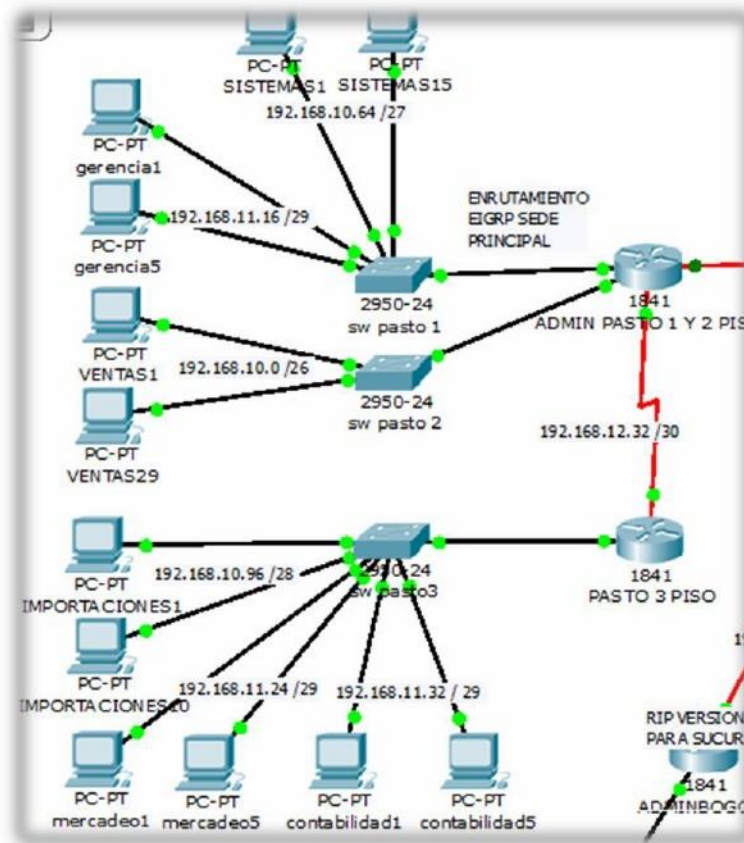 PC-PT
SISTEMAS1
PC-PT
SISTEMAS15
192.168.10.64 /27
PC-PT
gerencia1
192.168.11.16 /29
PC-PT
gerencia5
ENRUTAMIENTO
EIGRP SEDE
PRINCIPAL
2950-24
sw pasto 1
1841
ADMIN PASTO 1 Y 2 PIS
PC-PT
VENTAS1
192.168.10.0 /26
2950-24
sw pasto 2
PC-PT
VENTAS29
192.168.12.32 /30
PC-PT
IMPORTACIONES1
192.168.10.96 /28
2950-24
sw pasto3
1841
PASTO 3 PISO
PC-PT
IMPORTACIONES10
192.168.11.24 /29
192.168.11.32 / 29
PC-PT
mercadeo1
PC-PT
mercadeo5
PC-PT
contabilidad1
PC-PT
contabilidad5
19
RIP VERSION
PARA SUCUR
1841
ADMINBOGO